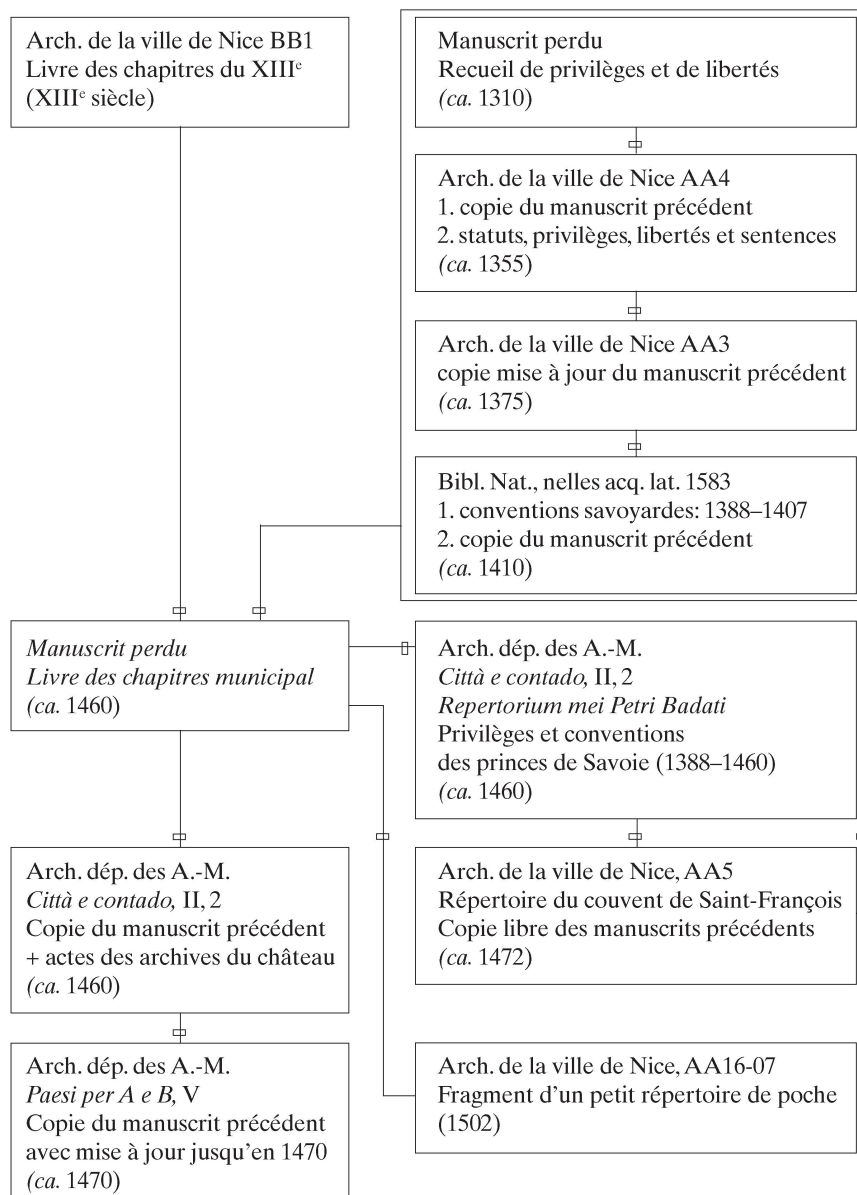 Arch. de la ville de Nice BB1
Livre des chapitres du XIIIe
(XIIIe siècle)
Manuscrit perdu
Recueil de privilèges et de libertés
(ca. 1310)
Arch. de la ville de Nice AA4
1. copie du manuscrit précédent
2. statuts, privilèges, libertés et sentences
(ca. 1355)
Arch. de la ville de Nice AA3
copie mise à jour du manuscrit précédent
(ca. 1375)
Bibl. Nat., nelles acq. lat. 1583
1. conventions savoyardes: 1388–1407
2. copie du manuscrit précédent
(ca. 1410)
Manuscrit perdu
Livre des chapitres municipal
(ca. 1460)
Arch. dép. des A.-M.
Città e contado, II, 2
Repertorium mei Petri Badati
Privilèges et conventions
des princes de Savoie (1388–1460)
(ca. 1460)
Arch. dép. des A.-M.
Città e contado, II, 2
Copie du manuscrit précédent
+ actes des archives du château
(ca. 1460)
Arch. de la ville de Nice, AA5
Répertoire du couvent de Saint-François
Copie libre des manuscrits précédents
(ca. 1472)
Arch. dép. des A.-M.
Paesi per A e B, V
Copie du manuscrit précédent
avec mise à jour jusqu'en 1470
(ca. 1470)
Arch. de la ville de Nice, AA16-07
Fragment d'un petit répertoire de poche
(1502)